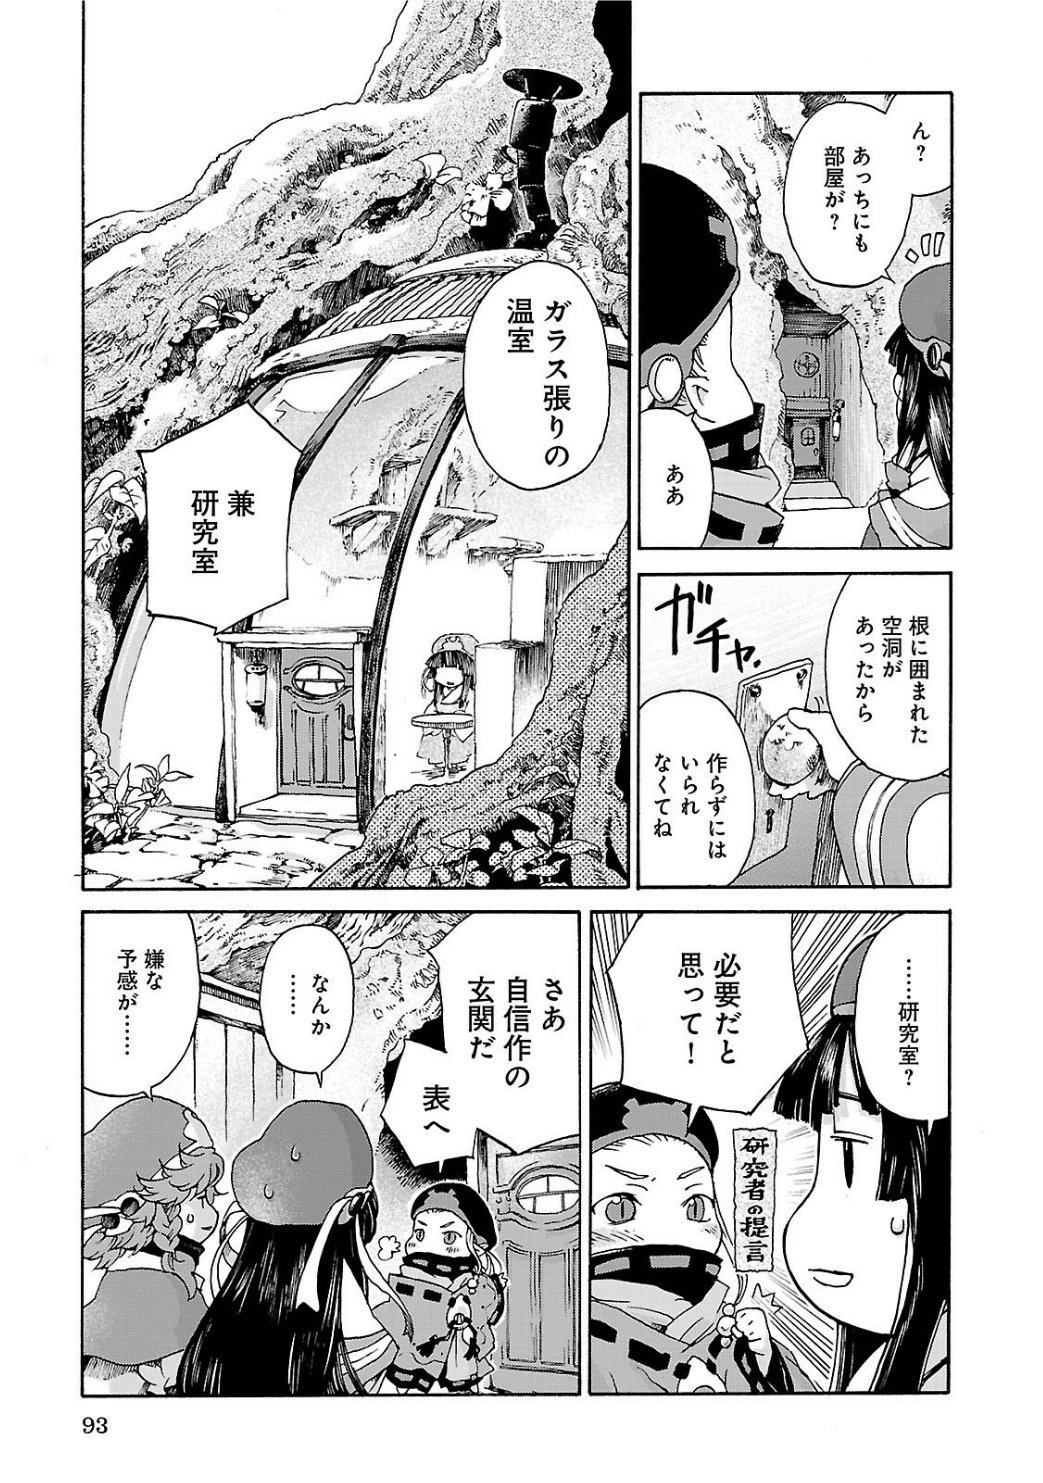 ん？
あっちにも
部屋が？
ああ
根に囲まれた
空洞が
あったから
ガチャ
作らずには
いられ
なくてね
ガラス張りの
温室
兼
研究室
……研究室？
研究者の提言
必要だと
思って！
さあ
自信作の
玄関だ
表へ
なんか
……
嫌な
予感が……
93